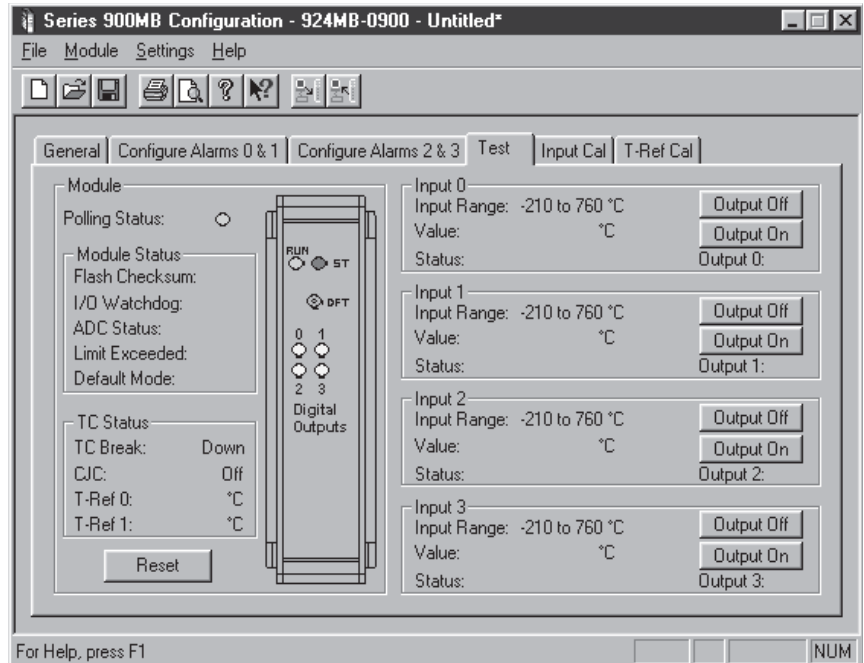 Series 900MB Configuration - 924MB-0900 - Untitled*
File Module Settings Help
General Configure Alarms 0 & 1 Configure Alarms 2 & 3 Test Input Cal T-Ref Cal
Module
Polling Status:
Module Status
Flash Checksum:
I/O Watchdog:
ADC Status:
Limit Exceeded:
Default Mode:
TC Status
TC Break: Down
CJC: Off
T-Ref 0: °C
T-Ref 1: °C
Reset
RUN
ST
DFT
0 1
2 3
Digital
Outputs
Input 0
Input Range: -210 to 760 °C
Output Off
Value: °C
Output On
Status:
Output 0:
Input 1
Input Range: -210 to 760 °C
Output Off
Value: °C
Output On
Status:
Output 1:
Input 2
Input Range: -210 to 760 °C
Output Off
Value: °C
Output On
Status:
Output 2:
Input 3
Input Range: -210 to 760 °C
Output Off
Value: °C
Output On
Status:
Output 3:
For Help, press F1
NUM